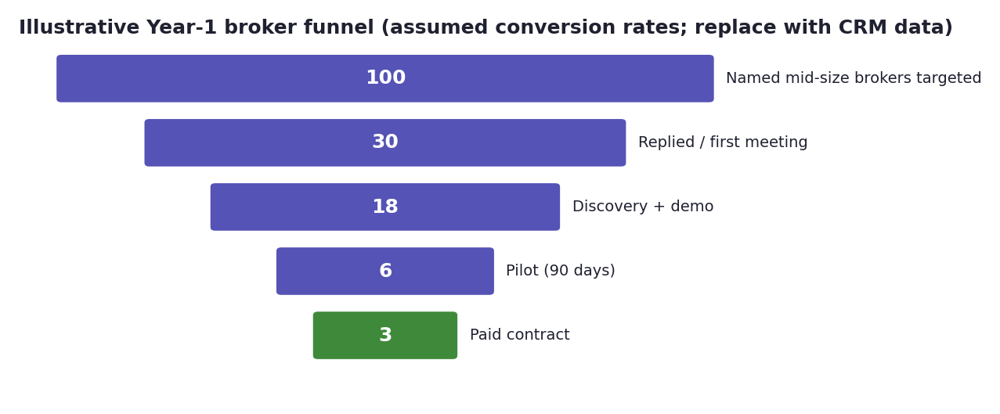 Illustrative Year-1 broker funnel (assumed conversion rates; replace with CRM data)
100 Named mid-size brokers targeted
30 Replied / first meeting
18 Discovery + demo
6 Pilot (90 days)
3 Paid contract